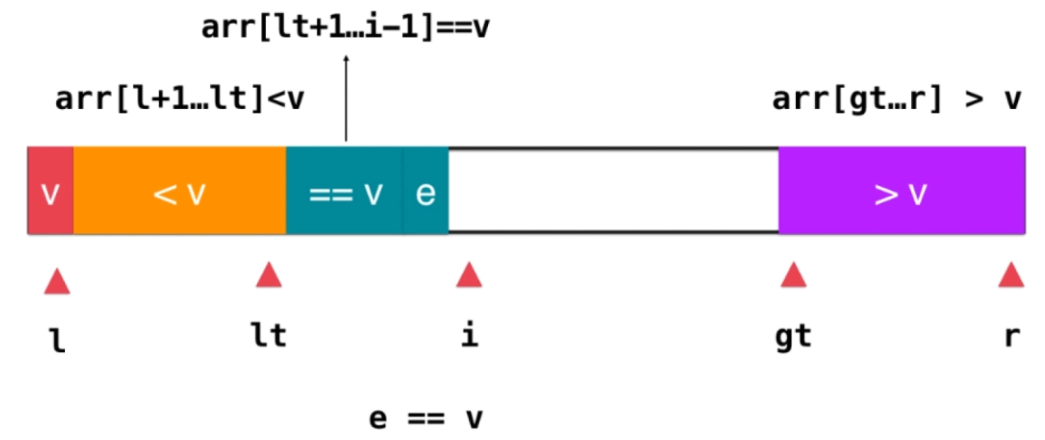 arr[lt+1…i-1]==v
arr[l+1…lt]<v
arr[gt…r] > v
v
< v
== v
e
> v
l
lt
i
gt
r
e == v